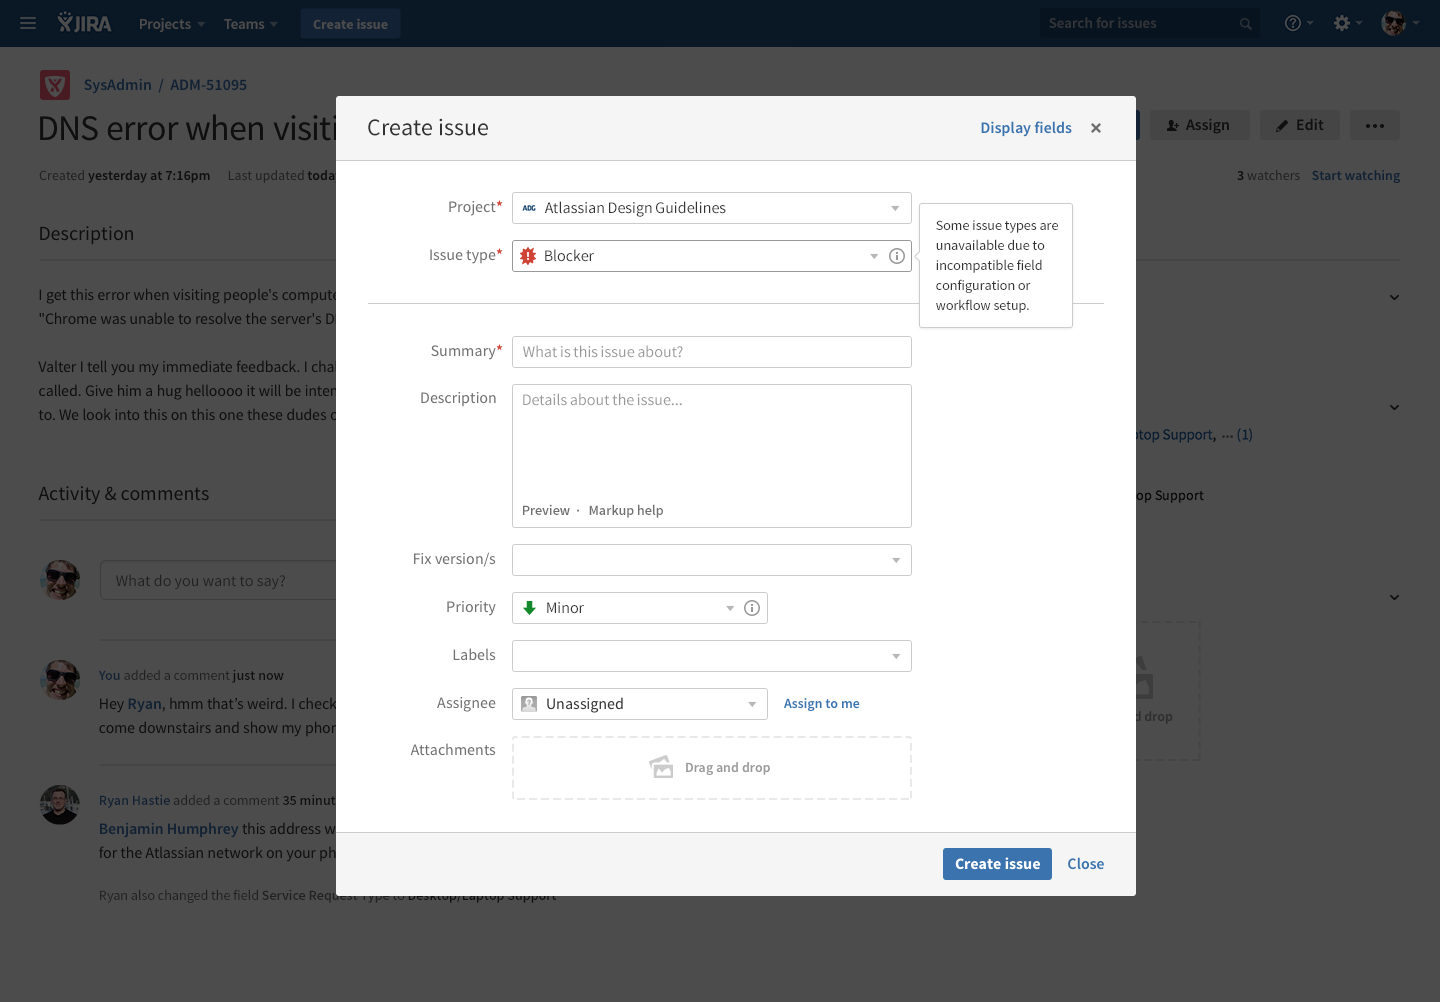 JIRA Projects Teams Create issue Search for issues
SysAdmin / ADM-51095
DNS error when visiti
Assign Edit
Created yesterday at 7:16pm Last updated toda
3 watchers Start watching
Description
I get this error when visiting people's compute
"Chrome was unable to resolve the server's D
Valter I tell you my immediate feedback. I chal
called. Give him a hug helloooo it will be inten
to. We look into this on this one these dudes c
ptop Support, ... (1)
op Support
Activity & comments
What do you want to say?
d drop
You added a comment just now
Hey Ryan, hmm that's weird. I check
come downstairs and show my phon
Ryan Hastie added a comment 35 minut
Benjamin Humphrey this address w
for the Atlassian network on your ph
Ryan also changed the field Service Request Type to Desktop/Laptop Support
Create issue
Display fields
Project*
ADG Atlassian Design Guidelines
Issue type*
Blocker
Some issue types are
unavailable due to
incompatible field
configuration or
workflow setup.
Summary*
What is this issue about?
Description
Details about the issue...
Preview · Markup help
Fix version/s
Priority
Minor
Labels
Assignee
Unassigned
Assign to me
Attachments
Drag and drop
Create issue Close